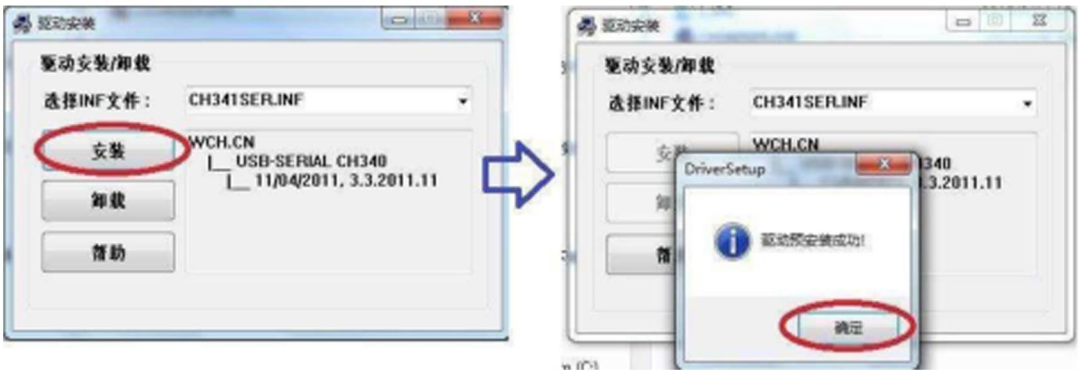 驱动安装
驱动安装/卸载
选择INF文件：
CH341SER.INF
安装
WCH.CN
|__ USB-SERIAL CH340
|__ 11/04/2011, 3.3.2011.11
卸载
帮助
驱动安装
驱动安装/卸载
选择INF文件：
CH341SER.INF
安
WCH.CN
340
.3.2011.11
卸
帮
DriverSetup
驱动预安装成功!
确定
(C:)